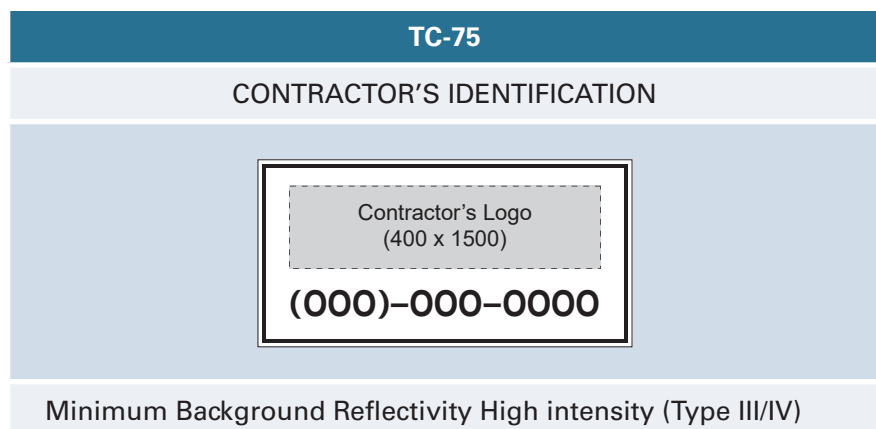 TC-75
CONTRACTOR’S IDENTIFICATION
Contractor’s Logo
(400 x 1500)
(000)–000–0000
Minimum Background Reflectivity High intensity (Type III/IV)